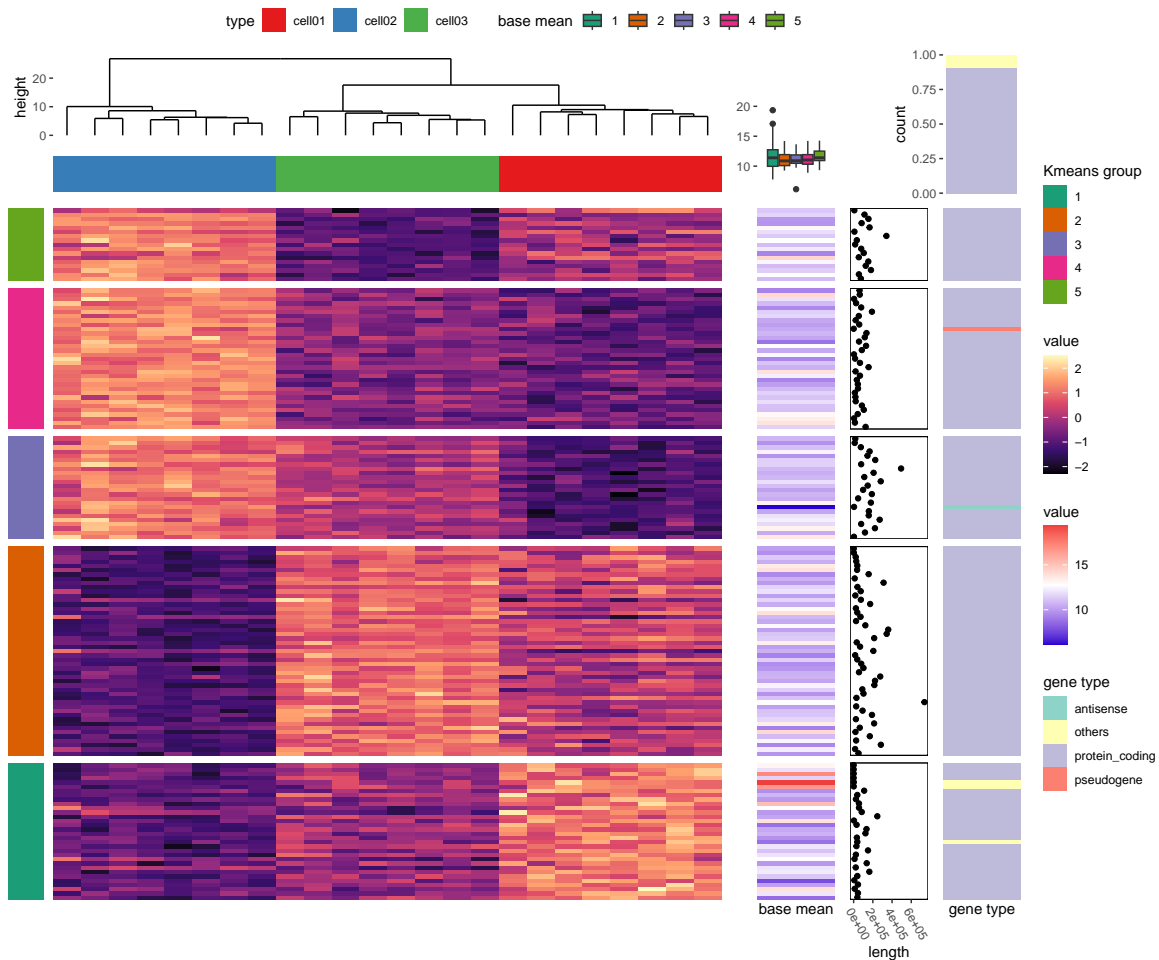 type cell01 cell02 cell03 base mean 1 2 3 4 5
height
20
10
0
20
15
10
count
1.00
0.75
0.50
0.25
0.00
Kmeans group
1
2
3
4
5
value
2
1
0
−1
−2
value
15
10
gene type
antisense
others
protein_coding
pseudogene
base mean
0e+00
2e+05
4e+05
6e+05
length
gene type